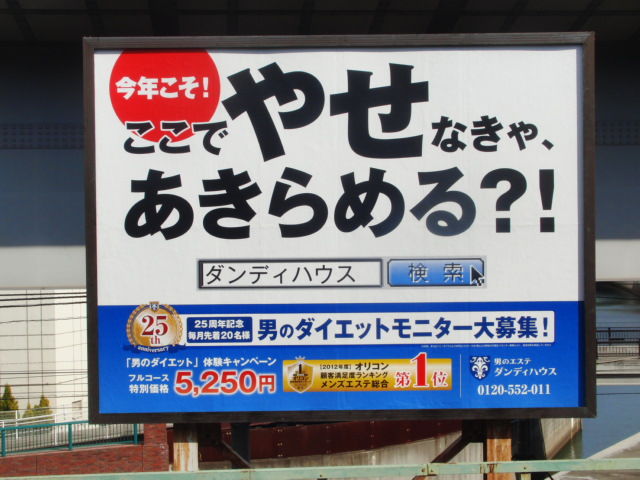 今年こそ!
ここでやせなきゃ、
あきらめる?!
ダンディハウス 検索
25th anniversary
25周年記念
毎月先着20名様
男のダイエットモニター大募集!
「男のダイエット」体験キャンペーン
フルコース
特別価格
5,250円
[2012年度] オリコン
顧客満足度ランキング
メンズエステ総合
第1位
男のエステ
ダンディハウス
0120-552-011